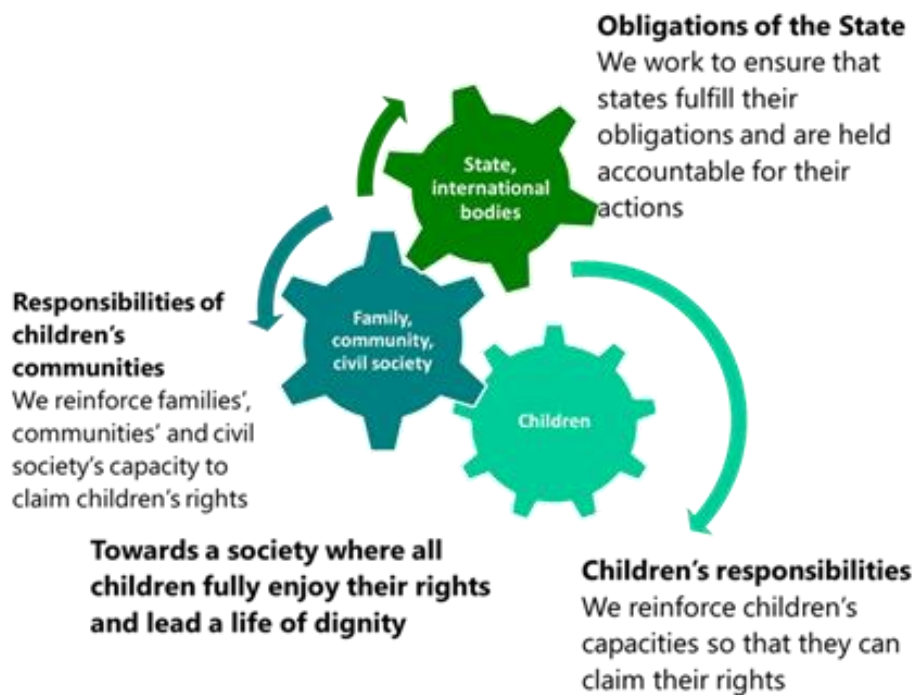 Obligations of the State
We work to ensure that
states fulfill their
obligations and are held
accountable for their
actions
State,
international
bodies
Responsibilities of
children's
communities
We reinforce families',
communities' and civil
society's capacity to
claim children's rights
Family,
community,
civil society
Children
Towards a society where all
children fully enjoy their rights
and lead a life of dignity
Children's responsibilities
We reinforce children's
capacities so that they can
claim their rights